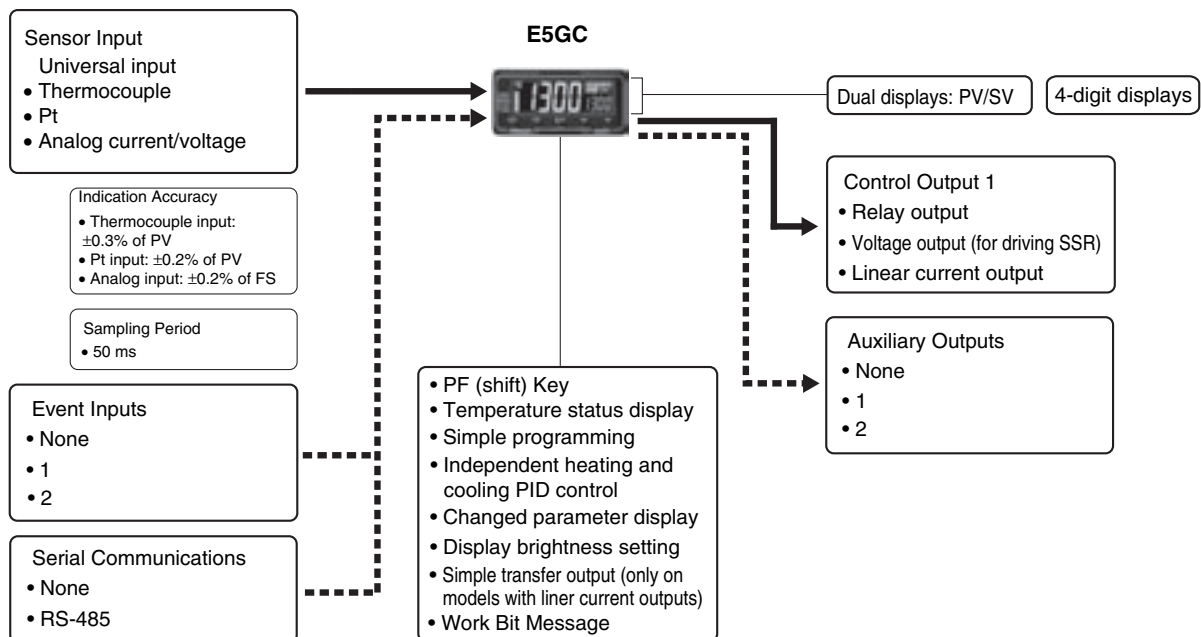 Sensor Input
Universal input
• Thermocouple
• Pt
• Analog current/voltage
Indication Accuracy
• Thermocouple input:
±0.3% of PV
• Pt input: ±0.2% of PV
• Analog input: ±0.2% of FS
Sampling Period
• 50 ms
Event Inputs
• None
• 1
• 2
Serial Communications
• None
• RS-485
E5GC
1300
• PF (shift) Key
• Temperature status display
• Simple programming
• Independent heating and
cooling PID control
• Changed parameter display
• Display brightness setting
• Simple transfer output (only on
models with liner current outputs)
• Work Bit Message
Dual displays: PV/SV
4-digit displays
Control Output 1
• Relay output
• Voltage output (for driving SSR)
• Linear current output
Auxiliary Outputs
• None
• 1
• 2